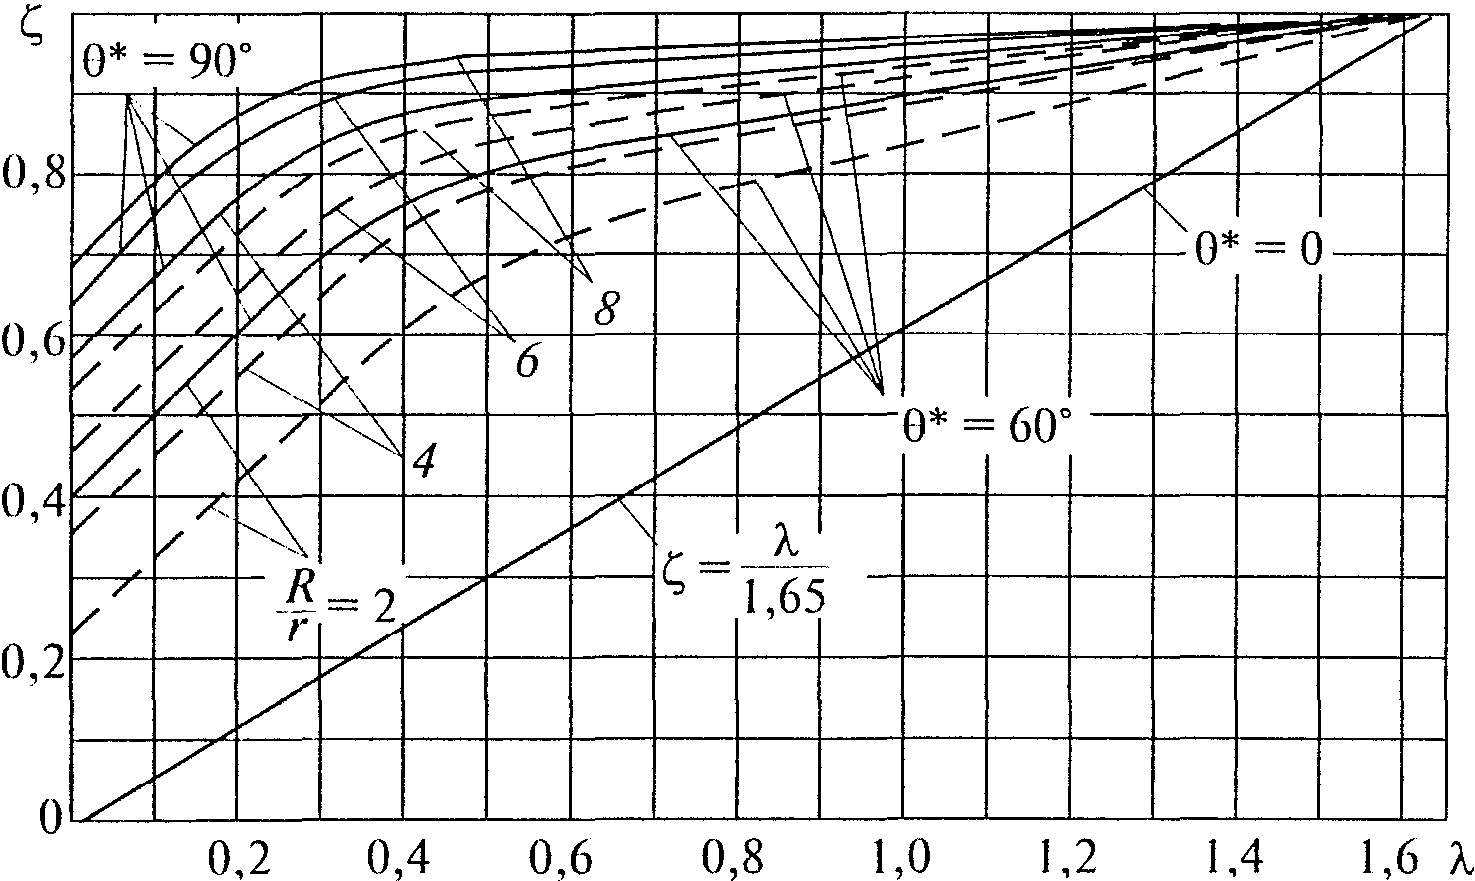 ζ
θ* = 90°
0,8
θ* = 0
8
0,6
6
θ* = 60°
4
0,4
ζ = λ/1,65
R/r = 2
0,2
0
0,2 0,4 0,6 0,8 1,0 1,2 1,4 1,6 λ